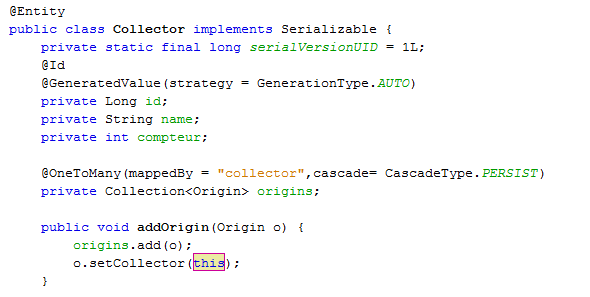 @Entity
public class Collector implements Serializable {
    private static final long serialVersionUID = 1L;
    @Id
    @GeneratedValue(strategy = GenerationType.AUTO)
    private Long id;
    private String name;
    private int compteur;

    @OneToMany(mappedBy = "collector",cascade= CascadeType.PERSIST)
    private Collection<Origin> origins;

    public void addOrigin(Origin o) {
        origins.add(o);
        o.setCollector(this);
    }